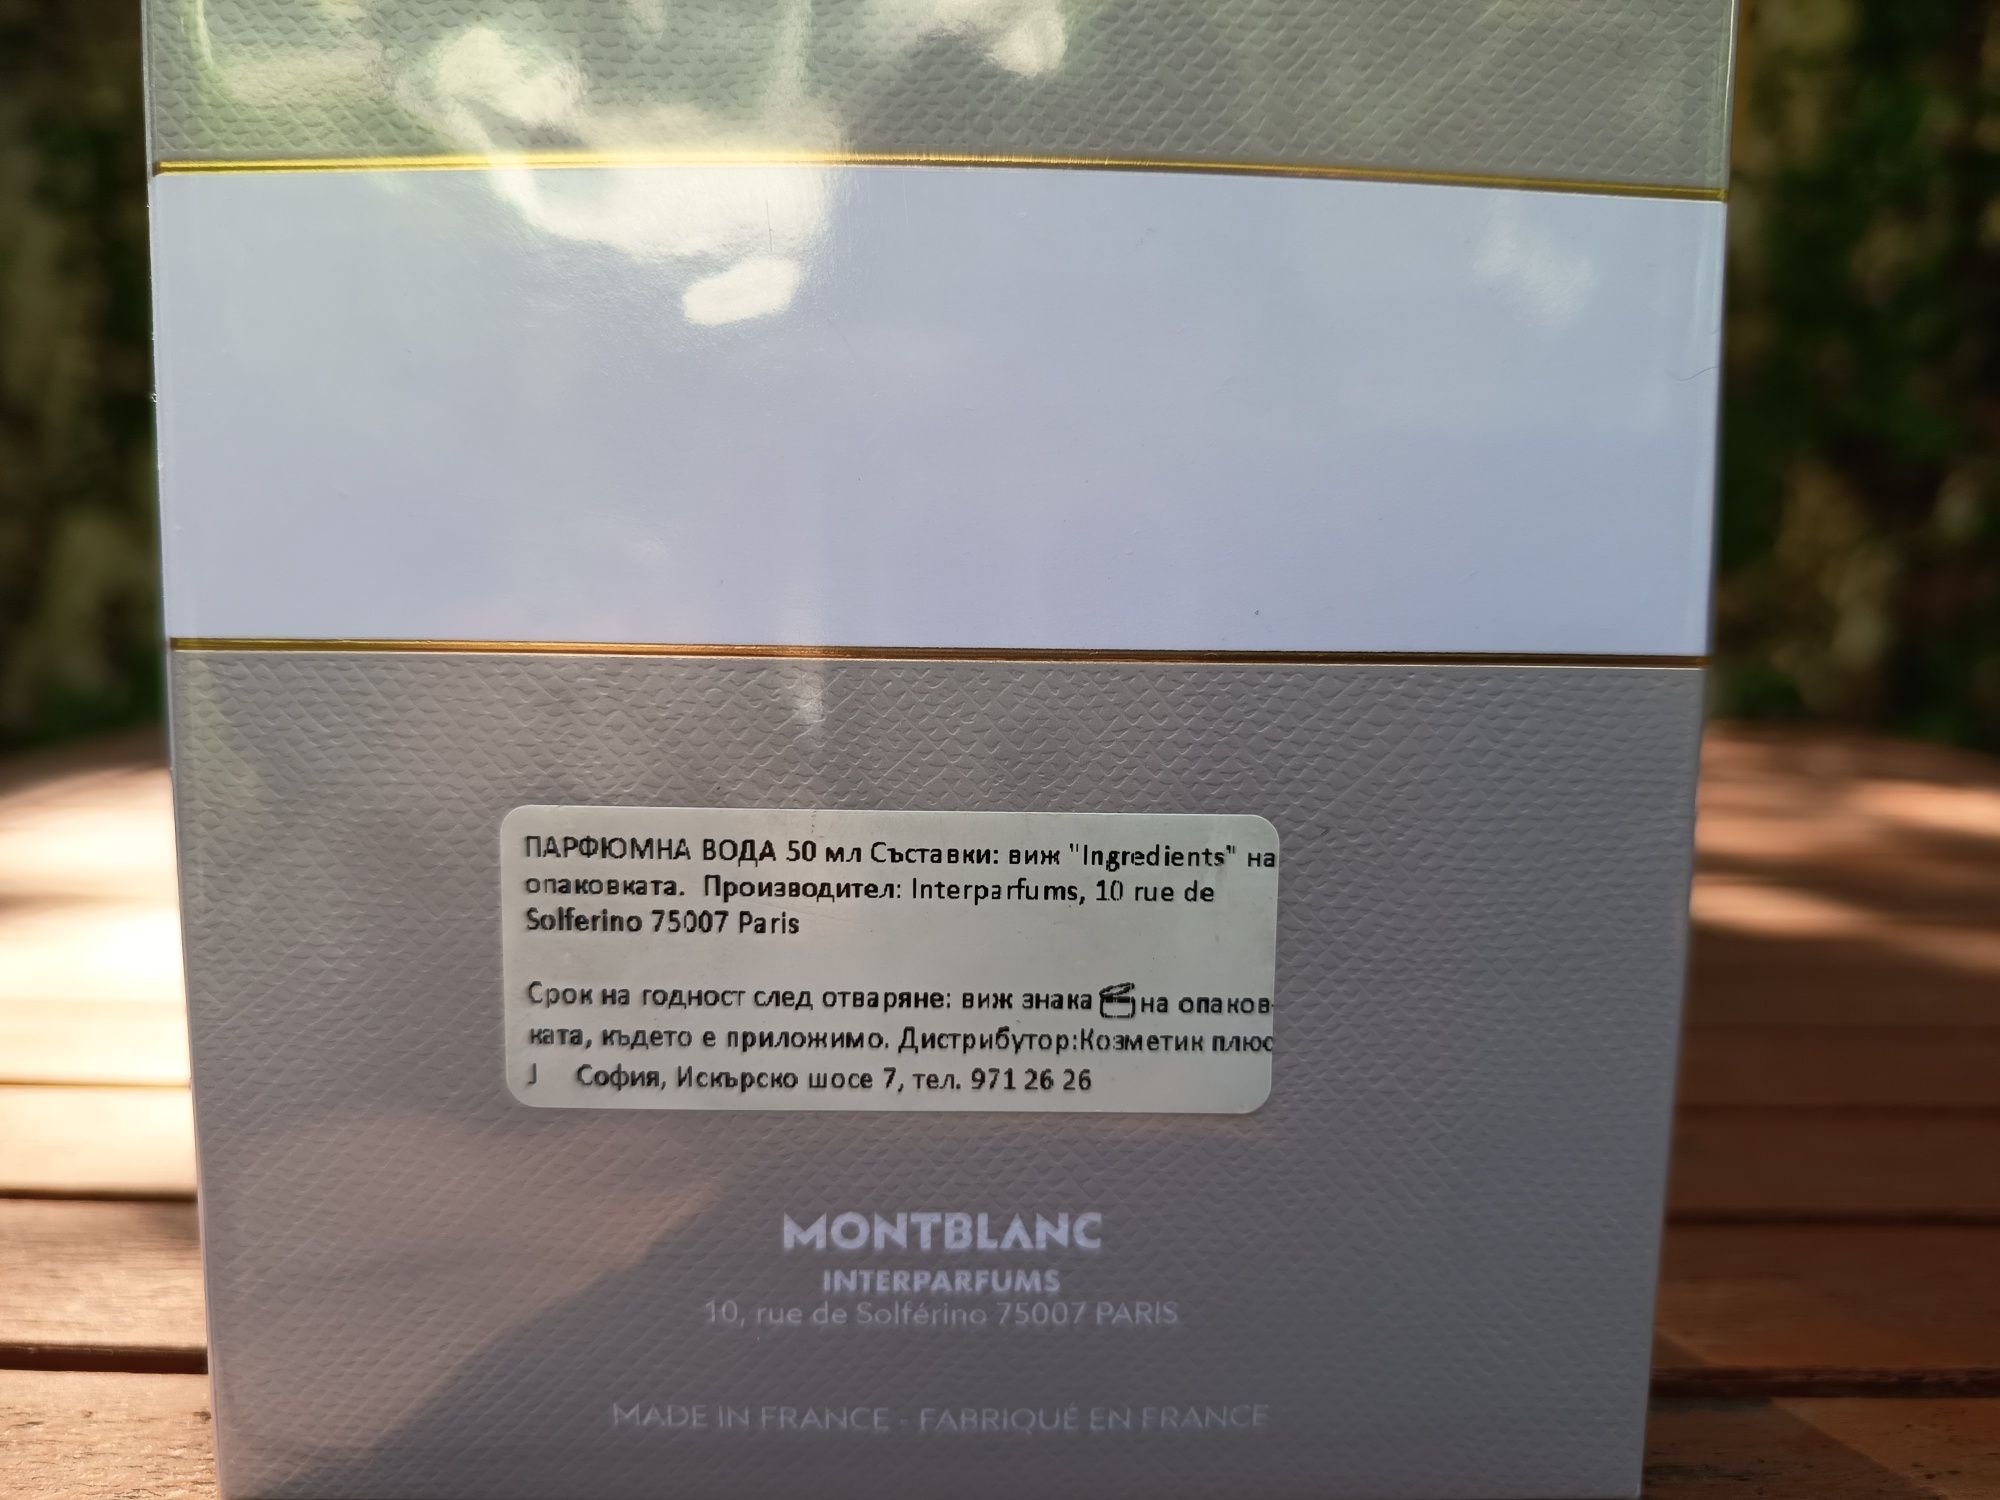 ПАРФЮМНА ВОДА 50 мл Съставки: виж "Ingredients" на
опаковката. Производител: Interparfums, 10 rue de
Solferino 75007 Paris
Срок на годност след отваряне: виж знака на опаков-
ката, където е приложимо. Дистрибутор:Козметик плюс
J София, Искърско шосе 7, тел. 971 26 26
MONTBLANC
INTERPARFUMS
10, rue de Solférino 75007 PARIS
MADE IN FRANCE - FABRIQUÉ EN FRANCE